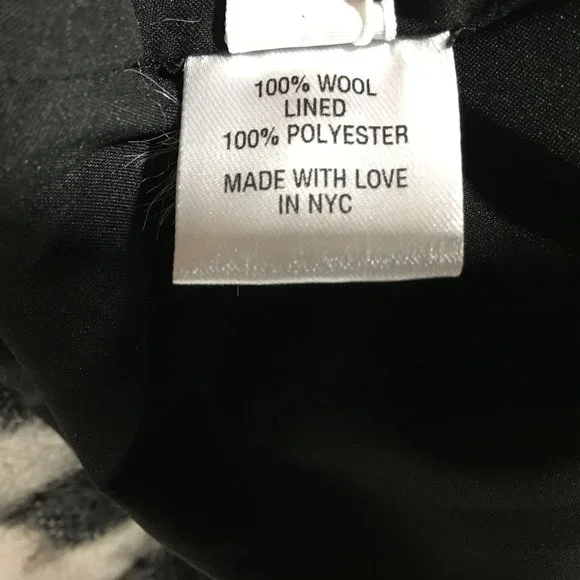 100% WOOL
LINED
100% POLYESTER
MADE WITH LOVE
IN NYC